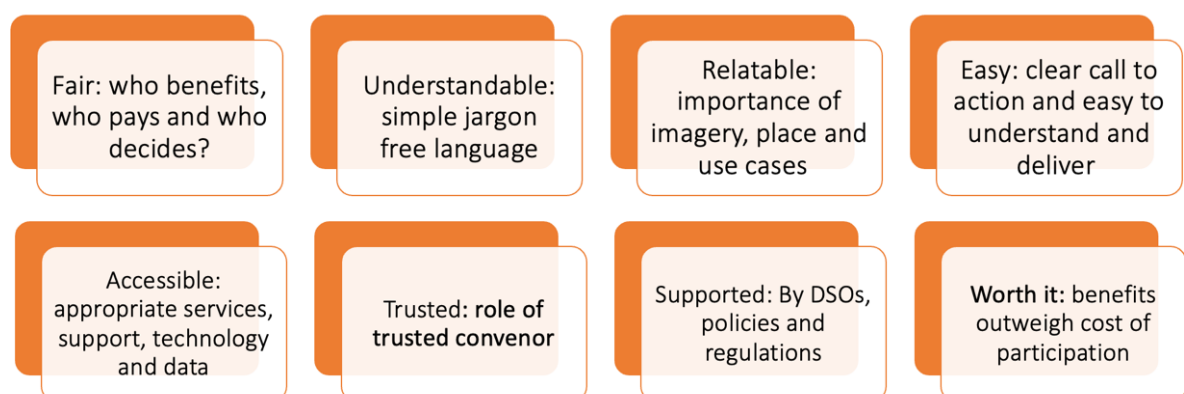 Fair: who benefits,
who pays and who
decides?
Understandable:
simple jargon
free language
Relatable:
importance of
imagery, place and
use cases
Easy: clear call to
action and easy to
understand and
deliver
Accessible:
appropriate services,
support, technology
and data
Trusted: role of
trusted convenor
Supported: By DSOs,
policies and
regulations
Worth it: benefits
outweigh cost of
participation